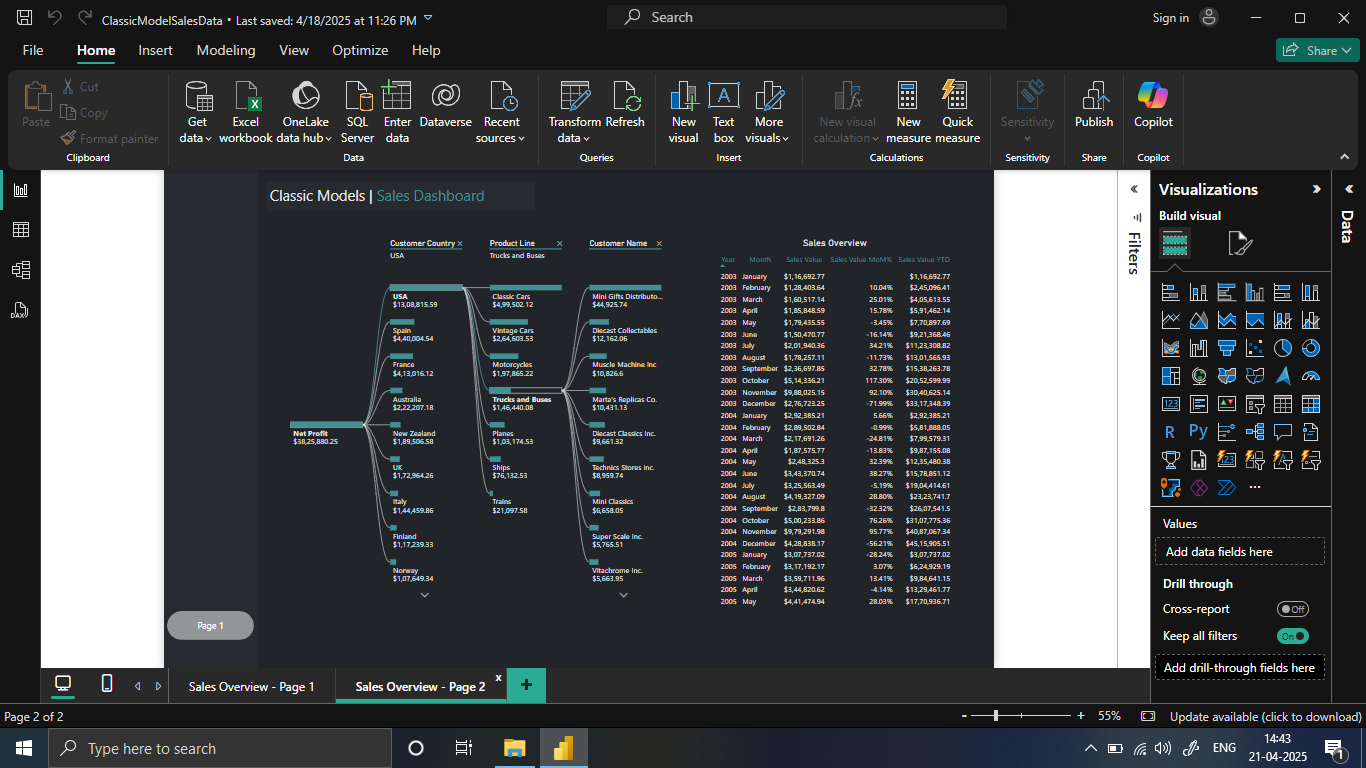 ClassicModelSalesData • Last saved: 4/18/2025 at 11:26 PM
Search
Sign in
File Home Insert Modeling View Optimize Help
Share
Paste
Cut
Copy
Format painter
Clipboard
Get data
Excel workbook
OneLake data hub
SQL Server
Enter data
Dataverse
Recent sources
Data
Transform data
Refresh
Queries
New visual
Text box
More visuals
Insert
New visual calculation
New measure
Quick measure
Calculations
Sensitivity
Sensitivity
Publish
Share
Copilot
Copilot
Classic Models | Sales Dashboard
Customer Country
USA
Product Line
Trucks and Buses
Customer Name
Net Profit
$38,25,880.25
USA
$13,08,815.59
Spain
$4,40,004.54
France
$4,13,016.12
Australia
$2,22,207.18
New Zealand
$1,89,506.58
UK
$1,72,964.26
Italy
$1,44,459.86
Finland
$1,17,239.33
Norway
$1,07,649.34
Classic Cars
$4,99,502.12
Vintage Cars
$2,64,603.53
Motorcycles
$1,97,865.22
Trucks and Buses
$1,46,440.08
Planes
$1,03,174.53
Ships
$76,132.53
Trains
$21,097.58
Mini Gifts Distributo...
$44,925.74
Diecast Collectables
$12,162.06
Muscle Machine Inc
$10,826.6
Marta's Replicas Co.
$10,431.13
Diecast Classics Inc.
$9,661.32
Technics Stores Inc.
$8,959.74
Mini Classics
$6,658.05
Super Scale Inc.
$5,765.51
Vitachrome Inc.
$5,663.95
Sales Overview
Year Month Sales Value Sales Value MoM% Sales Value YTD
2003 January $1,16,692.77 $1,16,692.77
2003 February $1,28,403.64 10.04% $2,45,096.41
2003 March $1,60,517.14 25.01% $4,05,613.55
2003 April $1,85,848.59 15.78% $5,91,462.14
2003 May $1,79,435.55 -3.45% $7,70,897.69
2003 June $1,50,470.77 -16.14% $9,21,368.46
2003 July $2,01,940.36 34.21% $11,23,308.82
2003 August $1,78,257.11 -11.73% $13,01,565.93
2003 September $2,36,697.85 32.78% $15,38,263.78
2003 October $5,14,336.21 117.30% $20,52,599.99
2003 November $9,88,025.15 92.10% $30,40,625.14
2003 December $2,76,723.25 -71.99% $33,17,348.39
2004 January $2,92,385.21 5.66% $2,92,385.21
2004 February $2,89,502.84 -0.99% $5,81,888.05
2004 March $2,17,691.26 -24.81% $7,99,579.31
2004 April $1,87,575.77 -13.83% $9,87,155.08
2004 May $2,48,325.3 32.39% $12,35,480.38
2004 June $3,43,370.74 38.27% $15,78,851.12
2004 July $3,25,563.49 -5.19% $19,04,414.61
2004 August $4,19,327.09 28.80% $23,23,741.7
2004 September $2,83,799.8 -32.32% $26,07,541.5
2004 October $5,00,233.86 76.26% $31,07,775.36
2004 November $9,79,291.98 95.77% $40,87,067.34
2004 December $4,28,838.17 -56.21% $45,15,905.51
2005 January $3,07,737.02 -28.24% $3,07,737.02
2005 February $3,17,192.17 3.07% $6,24,929.19
2005 March $3,59,711.96 13.41% $9,84,641.15
2005 April $3,44,820.62 -4.14% $13,29,461.77
2005 May $4,41,474.94 28.03% $17,70,936.71
Page 1
Filters
Visualizations
Build visual
R Py
123
Values
Add data fields here
Drill through
Cross-report Off
Keep all filters On
Add drill-through fields here
Data
Sales Overview - Page 1
Sales Overview - Page 2
Page 2 of 2
55%
Update available (click to download)
Type here to search
ENG
14:43
21-04-2025
1